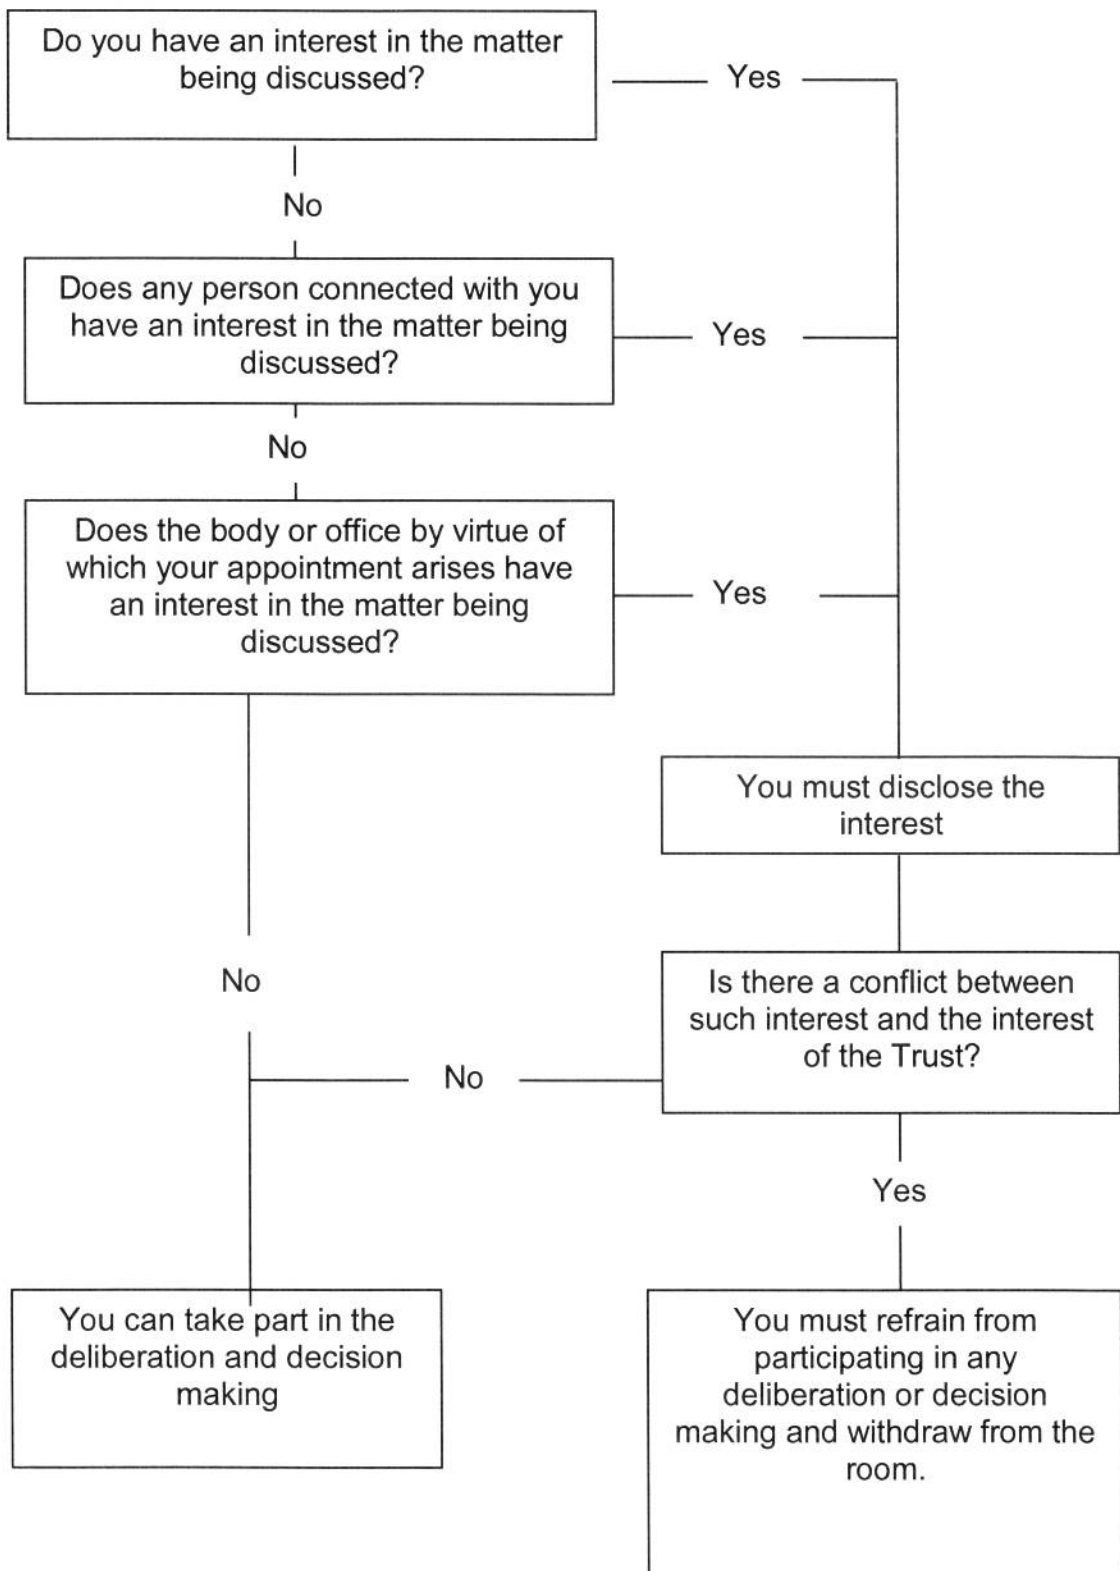 Do you have an interest in the matter
being discussed?
Yes
No
Does any person connected with you
have an interest in the matter being
discussed?
Yes
No
Does the body or office by virtue of
which your appointment arises have
an interest in the matter being
discussed?
Yes
You must disclose the
interest
No
Is there a conflict between
such interest and the interest
of the Trust?
No
Yes
You can take part in the
deliberation and decision
making
You must refrain from
participating in any
deliberation or decision
making and withdraw from the
room.